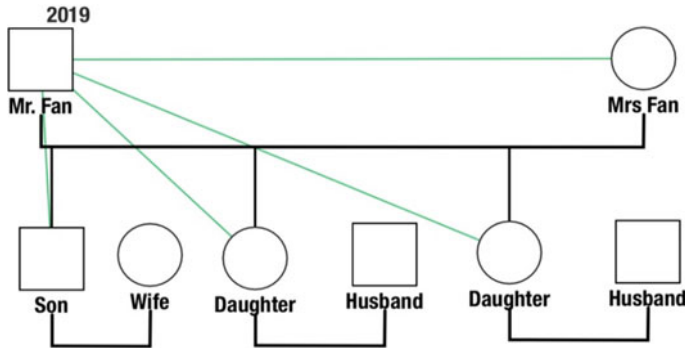 2019
Mr. Fan
Mrs Fan
Son
Wife
Daughter
Husband
Daughter
Husband